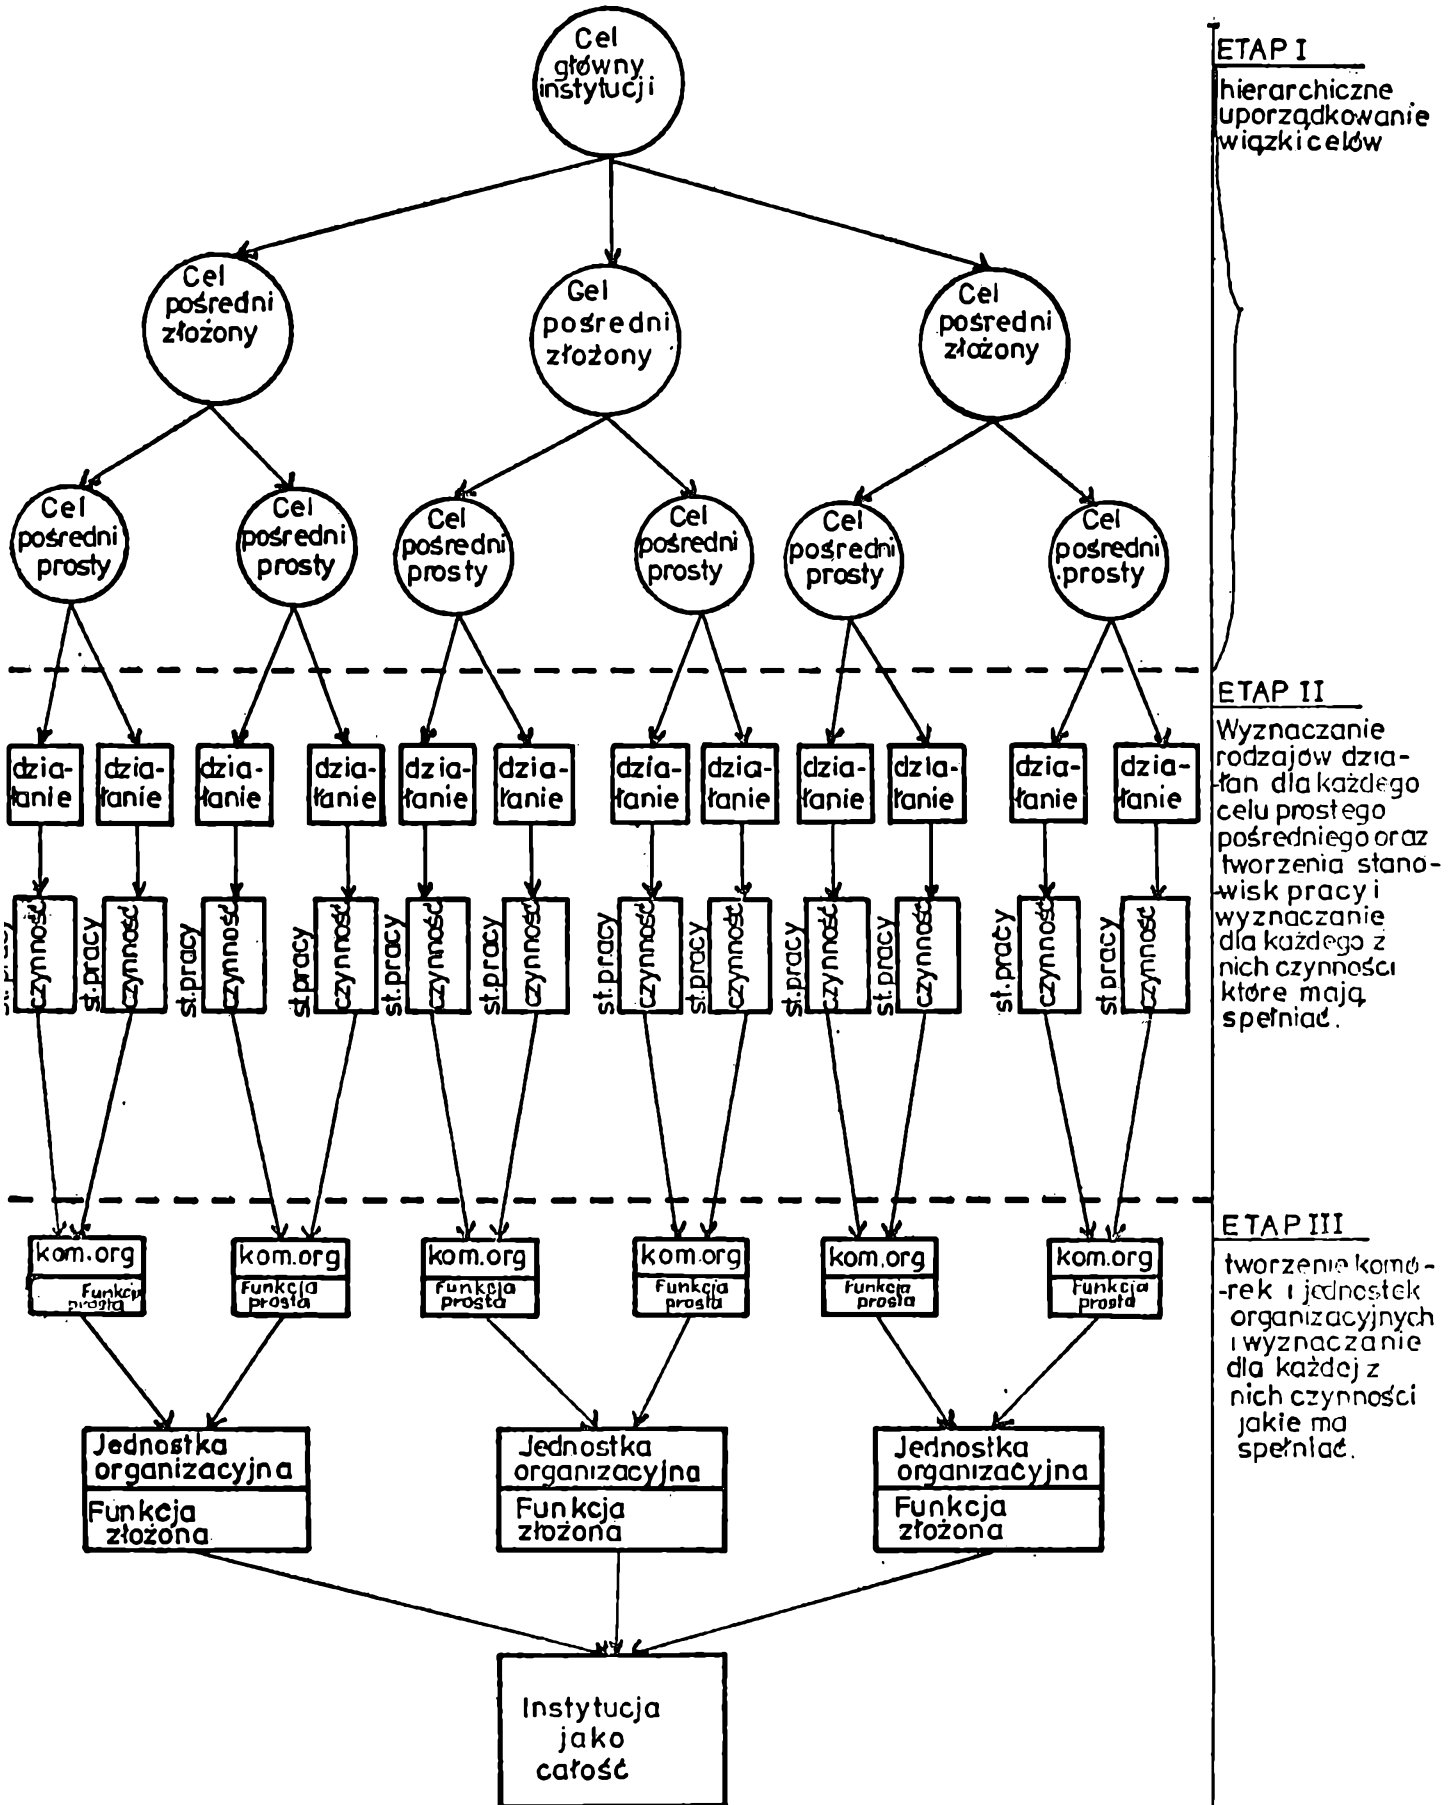 Cel
główny
instytucji
ETAP I
hierarchiczne
uporządkowanie
wiązki celów
Cel
pośredni
złożony
Gel
pośredni
złożony
Cel
pośredni
złożony
Cel
pośredni
prosty
Cel
pośredni
prosty
Cel
pośredni
prosty
Cel
pośredni
prosty
Cel
pośredni
prosty
Cel
pośredni
prosty
ETAP II
Wyznaczanie
rodzajów dzia-
-łan dla każdego
celu prostego
pośredniego oraz
tworzenia stano-
-wisk pracy i
wyznaczanie
dla każdego z
nich czynności
które mają
spełniać.
dzia-
-łanie
dzia-
-łanie
dzia-
-łanie
dzia-
-łanie
dzia-
-łanie
dzia-
-łanie
dzia-
-łanie
dzia-
-łanie
dzia-
-łanie
dzia-
-łanie
dzia-
-łanie
dzia-
-łanie
st.pracy
czynność
st.pracy
czynność
st.pracy
czynność
st.pracy
czynność
st.pracy
czynność
st.pracy
czynność
st.pracy
czynność
st.pracy
czynność
st.pracy
czynność
st.pracy
czynność
st.pracy
czynność
st pracy
czynność
ETAP III
tworzenie komó-
-rek i jednostek
organizacyjnych
i wyznaczanie
dla każdej z
nich czynności
jakie ma
spełniać.
kom.org
Funkcja
prosta
kom.org
Funkcja
prosta
kom.org
Funkcja
prosta
kom.org
Funkcja
prosta
kom.org
Funkcja
prosta
kom.org
Funkcja
prosta
Jednostka
organizacyjna
Funkcja
złożona
Jednostka
organizacyjna
Funkcja
złożona
Jednostka
organizacyjna
Funkcja
złożona
Instytucja
jako
całość